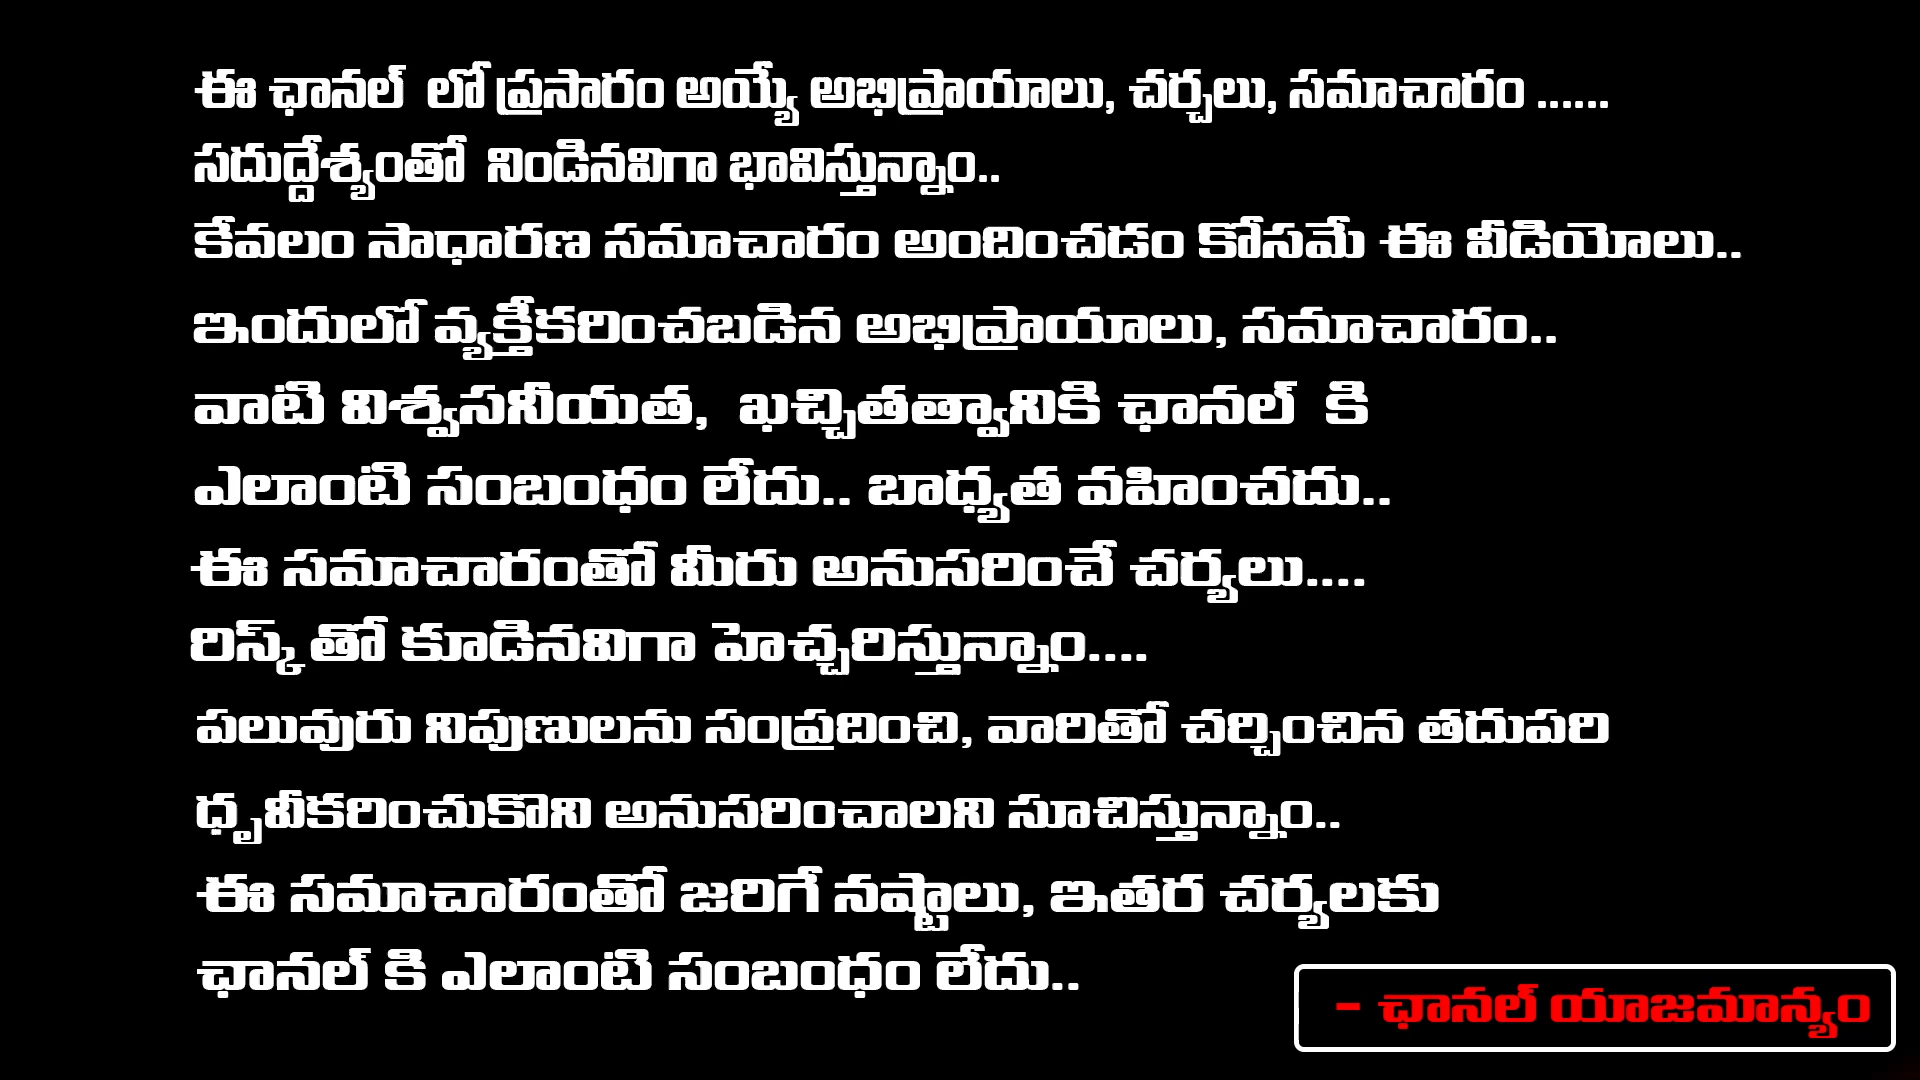 ఈ ఛానల్ లో ప్రసారం అయ్యే అభిప్రాయాలు, చర్చలు, సమాచారం ......
సదుద్దేశ్యంతో నిండినవిగా భావిస్తున్నాం..
కేవలం సాధారణ సమాచారం అందించడం కోసమే ఈ వీడియోలు..
ఇందులో వ్యక్తీకరించబడిన అభిప్రాయాలు, సమాచారం..
వాటి విశ్వసనీయత, ఖచ్చితత్వానికి ఛానల్ కి
ఎలాంటి సంబంధం లేదు.. బాధ్యత వహించదు..
ఈ సమాచారంతో మీరు అనుసరించే చర్యలు....
రిస్క్ తో కూడినవిగా హెచ్చరిస్తున్నాం....
పలువురు నిపుణులను సంప్రదించి, వారితో చర్చించిన తదుపరి
ధృవీకరించుకొని అనుసరించాలని సూచిస్తున్నాం..
ఈ సమాచారంతో జరిగే నష్టాలు, ఇతర చర్యలకు
ఛానల్ కి ఎలాంటి సంబంధం లేదు..
- ఛానల్ యాజమాన్యం